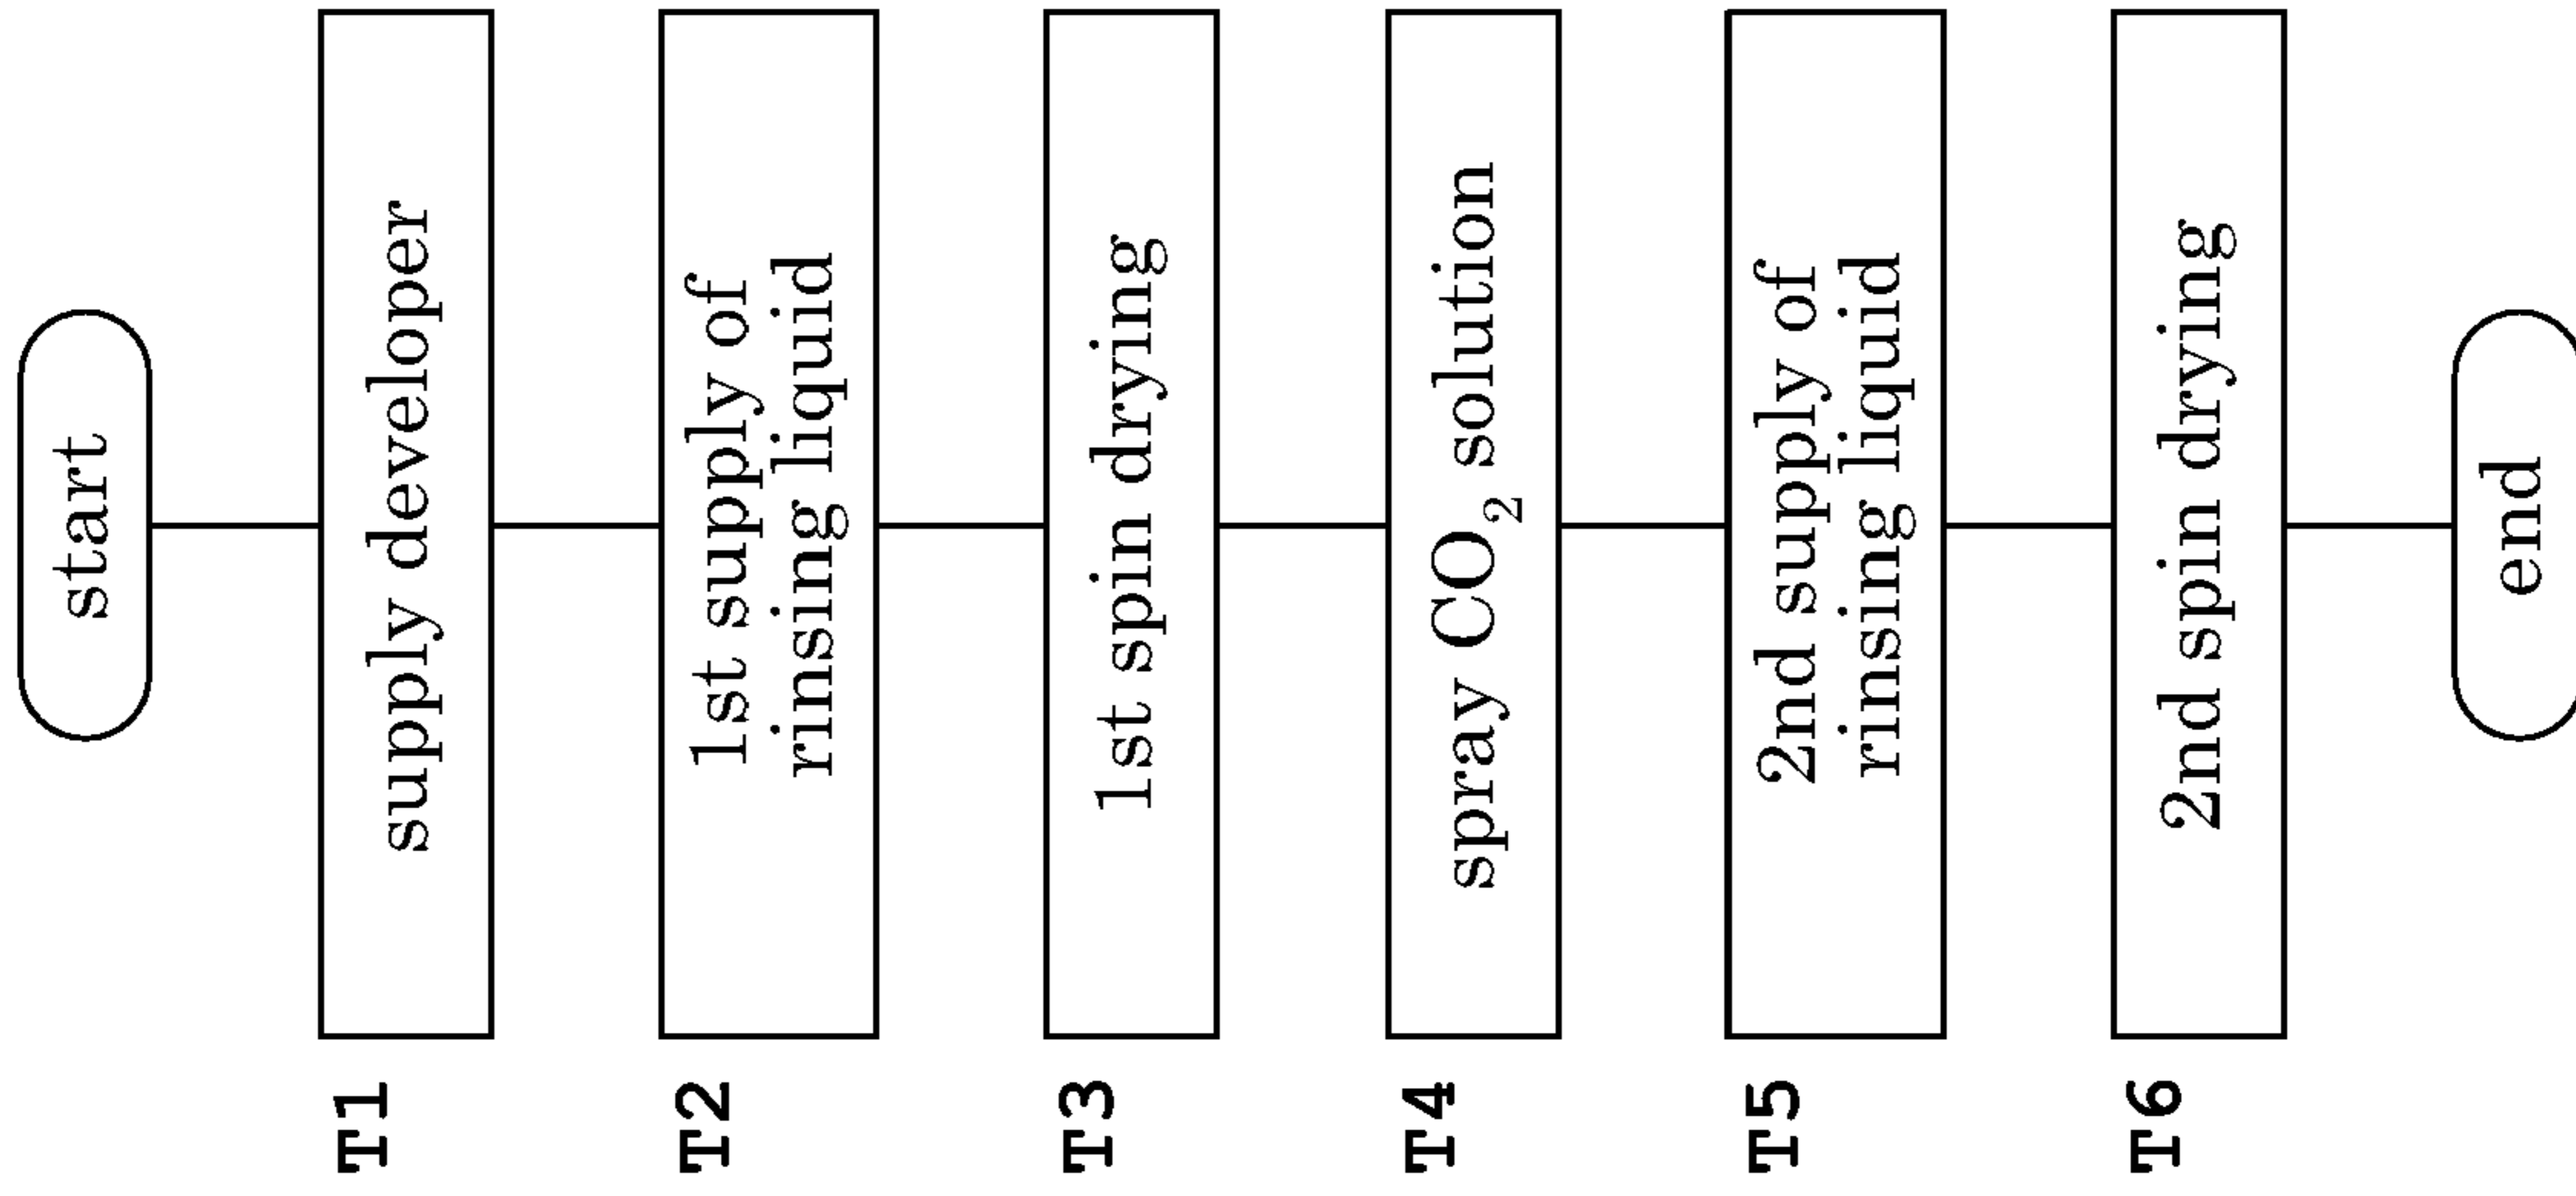 start
T1
supply developer
T2
1st supply of
rinsing liquid
T3
1st spin drying
T4
spray CO₂ solution
T5
2nd supply of
rinsing liquid
T6
2nd spin drying
end